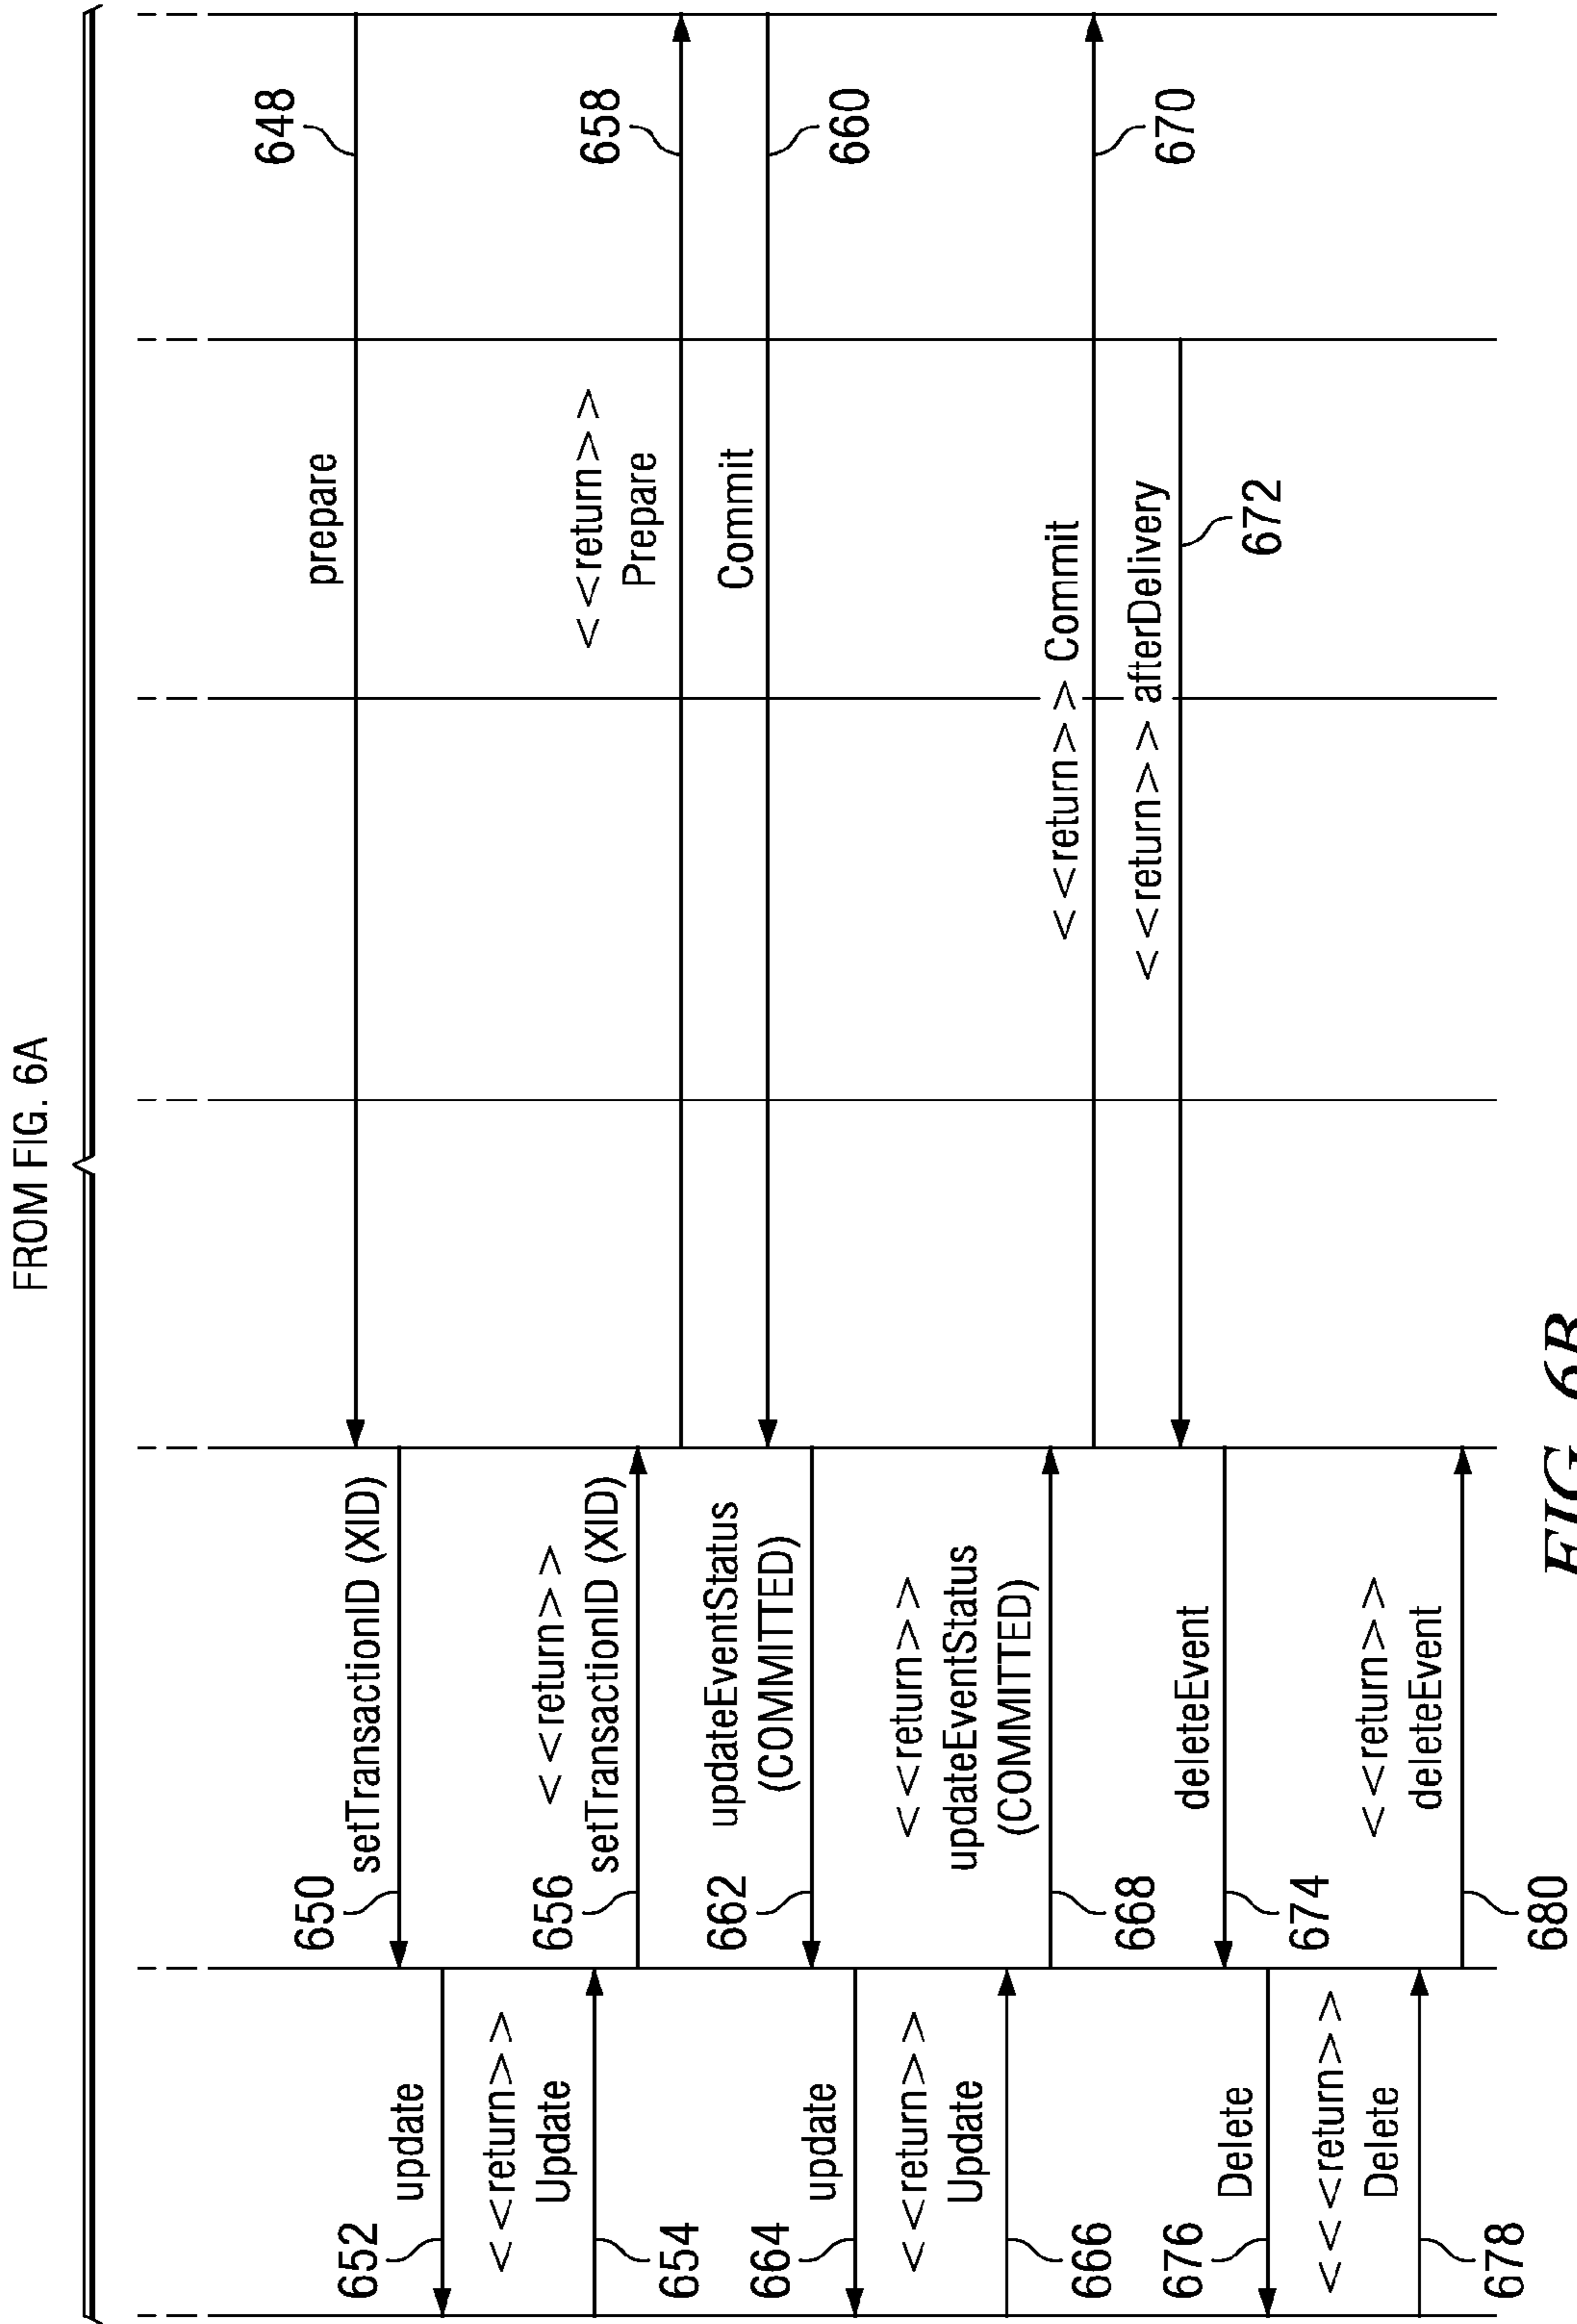 FROM FIG. 6A
648
prepare
650
setTransactionID (XID)
652
update
<<return>>
Update
654
<<return>>
656
setTransactionID (XID)
<<return>>
Prepare
658
Commit
660
662
updateEventStatus
(COMMITTED)
664
update
<<return>>
Update
666
<<return>>
updateEventStatus
(COMMITTED)
668
<<return>> Commit
670
<<return>> afterDelivery
672
deleteEvent
674
676
Delete
<<<return>>
Delete
678
<<return>>
deleteEvent
680
FIG. 6B